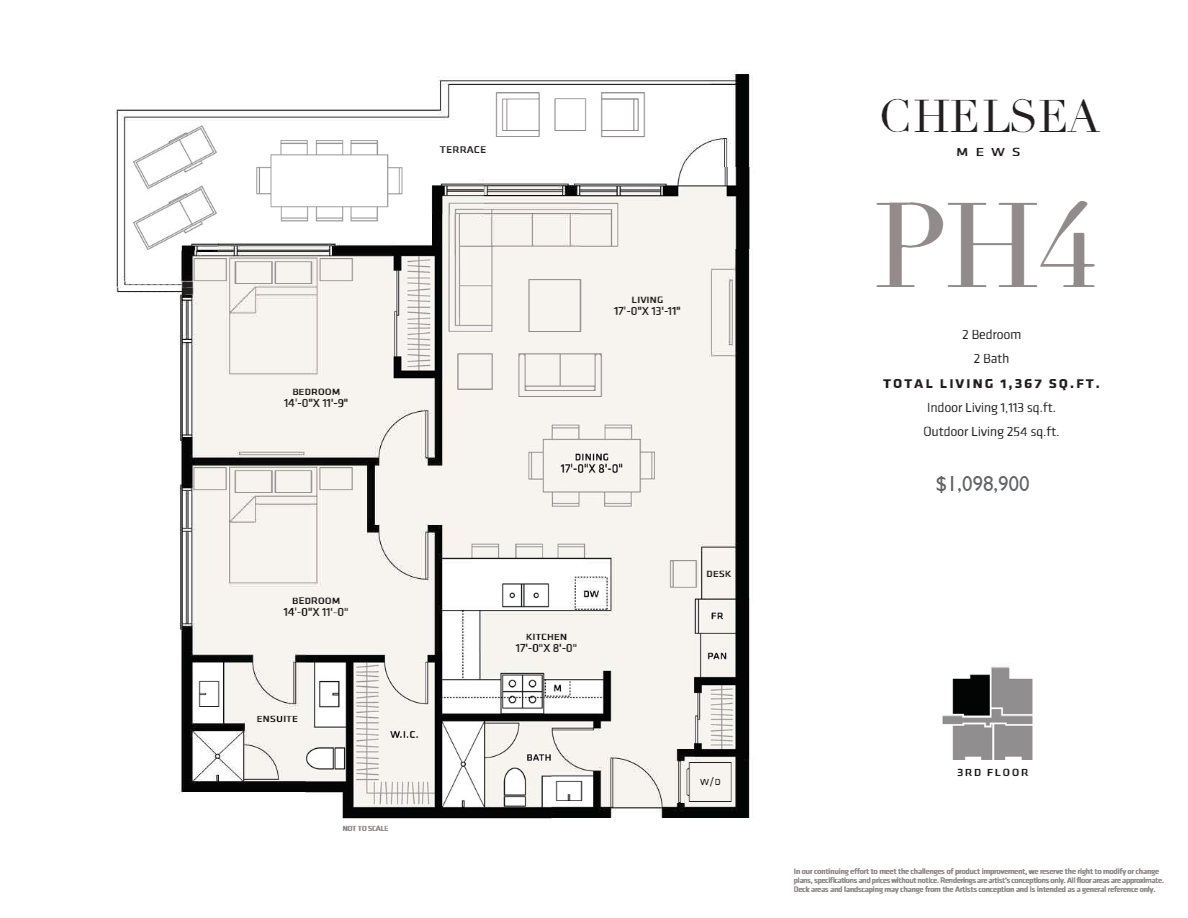 TERRACE
LIVING
17'-0"X 13'-11"
BEDROOM
14'-0"X 11'-9"
DINING
17'-0"X 8'-0"
BEDROOM
14'-0"X 11'-0"
DW
DESK
FR
PAN
KITCHEN
17'-0"X 8'-0"
M
ENSUITE
W.I.C.
BATH
W/D
NOT TO SCALE
CHELSEA
MEWS
PH4
2 Bedroom
2 Bath
TOTAL LIVING 1,367 SQ.FT.
Indoor Living 1,113 sq.ft.
Outdoor Living 254 sq.ft.
$1,098,900
3RD FLOOR
In our continuing effort to meet the challenges of product improvement, we reserve the right to modify or change
plans, specifications and prices without notice. Renderings are artist's conceptions only. All floor areas are approximate.
Deck areas and landscaping may change from the Artists conception and is intended as a general reference only.